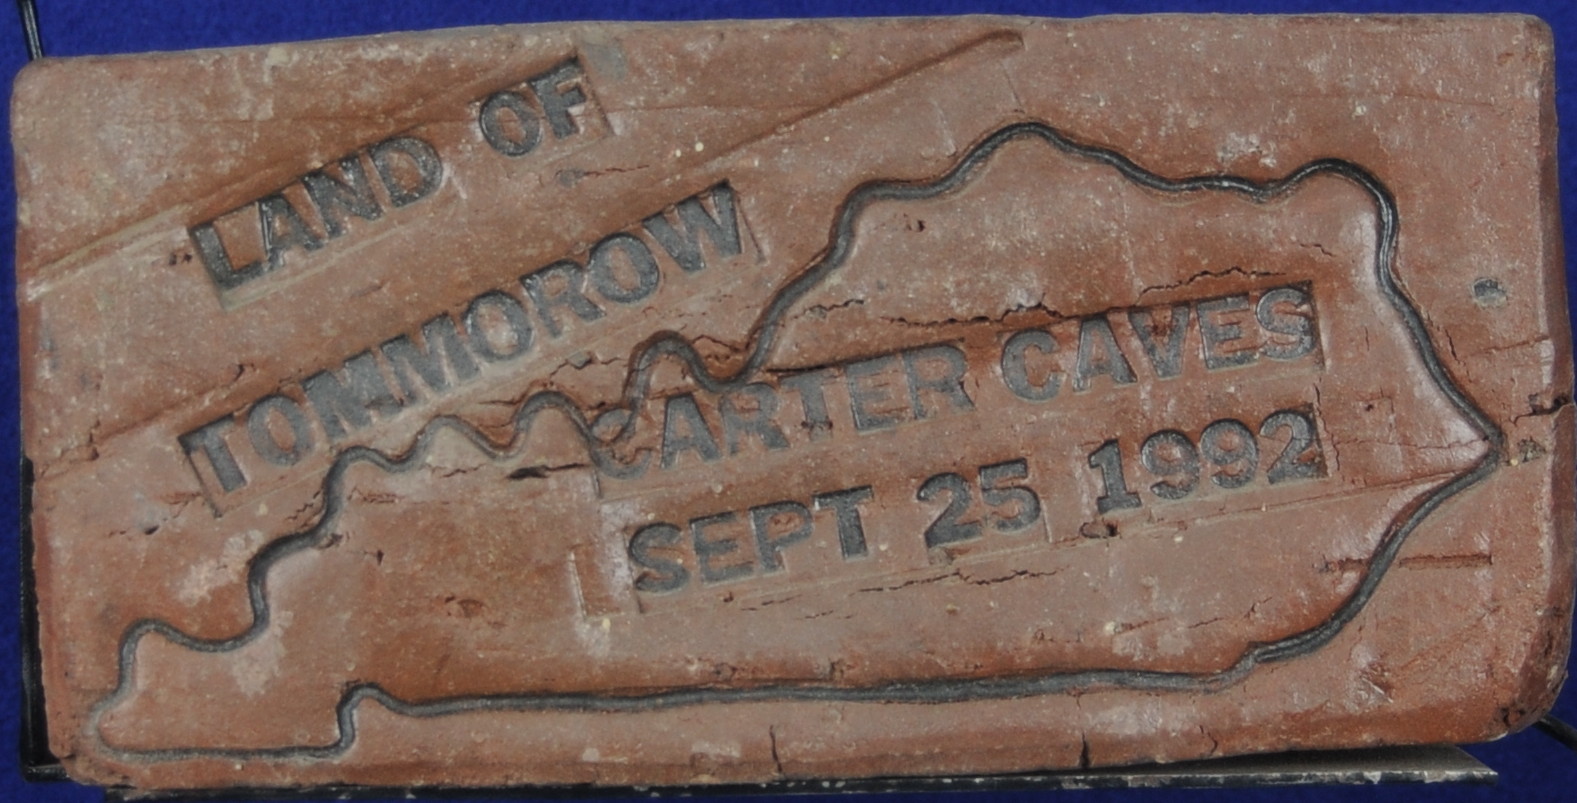 LAND OF
TOMMOROW
CARTER CAVES
SEPT 25 1992